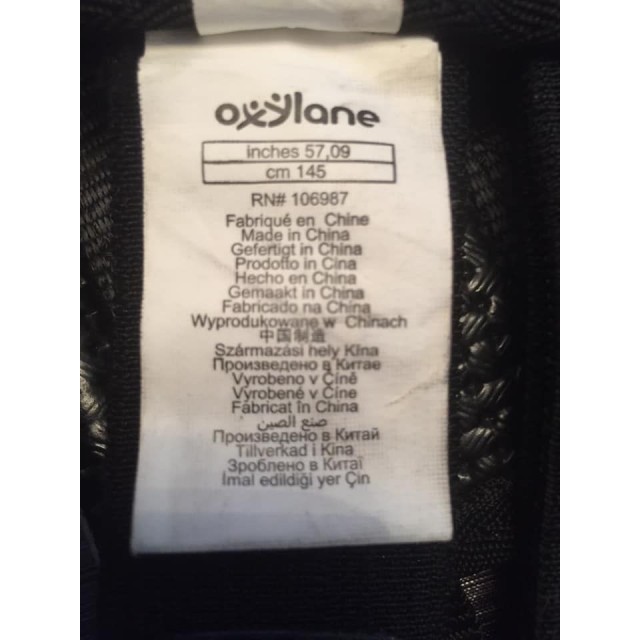 oxylane
inches 57,09
cm 145
RN# 106987
Fabriqué en Chine
Made in China
Gefertigt in China
Prodotto in Cina
Hecho en China
Gemaakt in China
Fabricado na China
Wyprodukowane w Chinach
中国制造
Származási hely Kína
Произведено в Китае
Vyrobeno v Číně
Vyrobené v Číne
Fabricat în China
صنع الصين
Произведено в Китай
Tillverkad i Kina
Зроблено в Китаї
İmal edildiği yer Çin